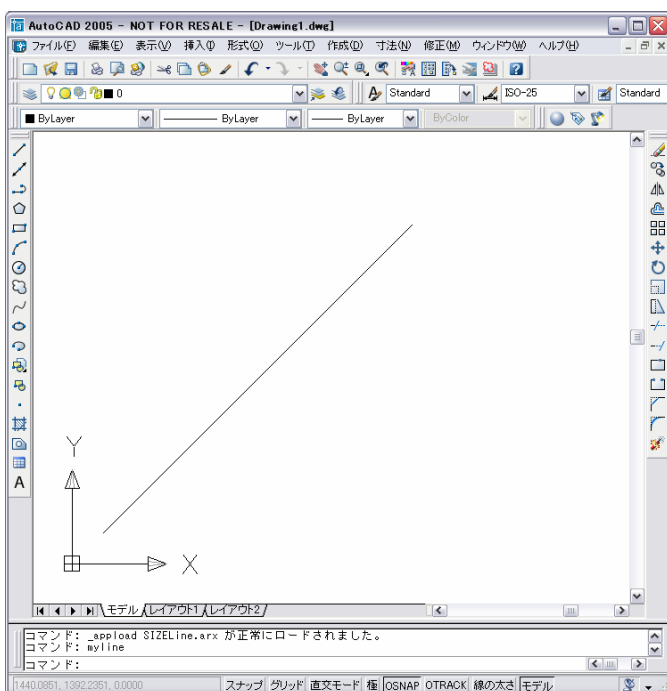 AutoCAD 2005 - NOT FOR RESALE - [Drawing1.dwg]
ファイル(F) 編集(E) 表示(V) 挿入(I) 形式(O) ツール(T) 作成(D) 寸法(N) 修正(M) ウィンドウ(W) ヘルプ(H)
0 Standard ISO-25 Standard
ByLayer ByLayer ByLayer ByColor
A
Y
X
モデル レイアウト1 レイアウト2
コマンド: _appload SIZELine.arx が正常にロードされました。
コマンド: myline
コマンド:
1440.0851, 1392.2351, 0.0000 スナップ グリッド 直交モード 極 OSNAP OTRACK 線の太さ モデル